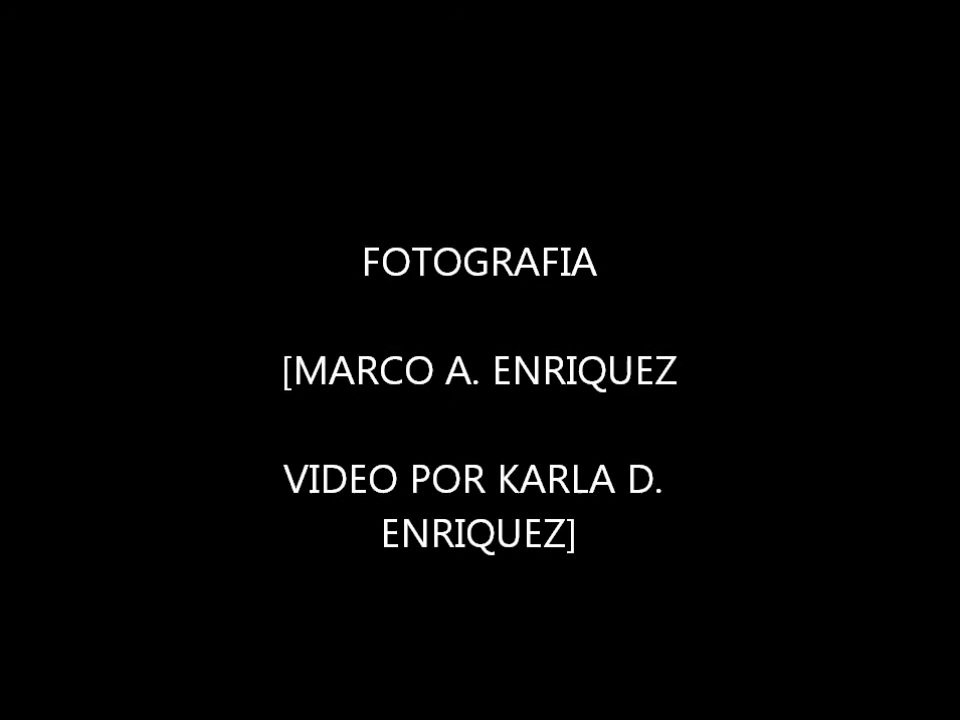 FOTOGRAFIA
[MARCO A. ENRIQUEZ
VIDEO POR KARLA D.
ENRIQUEZ]